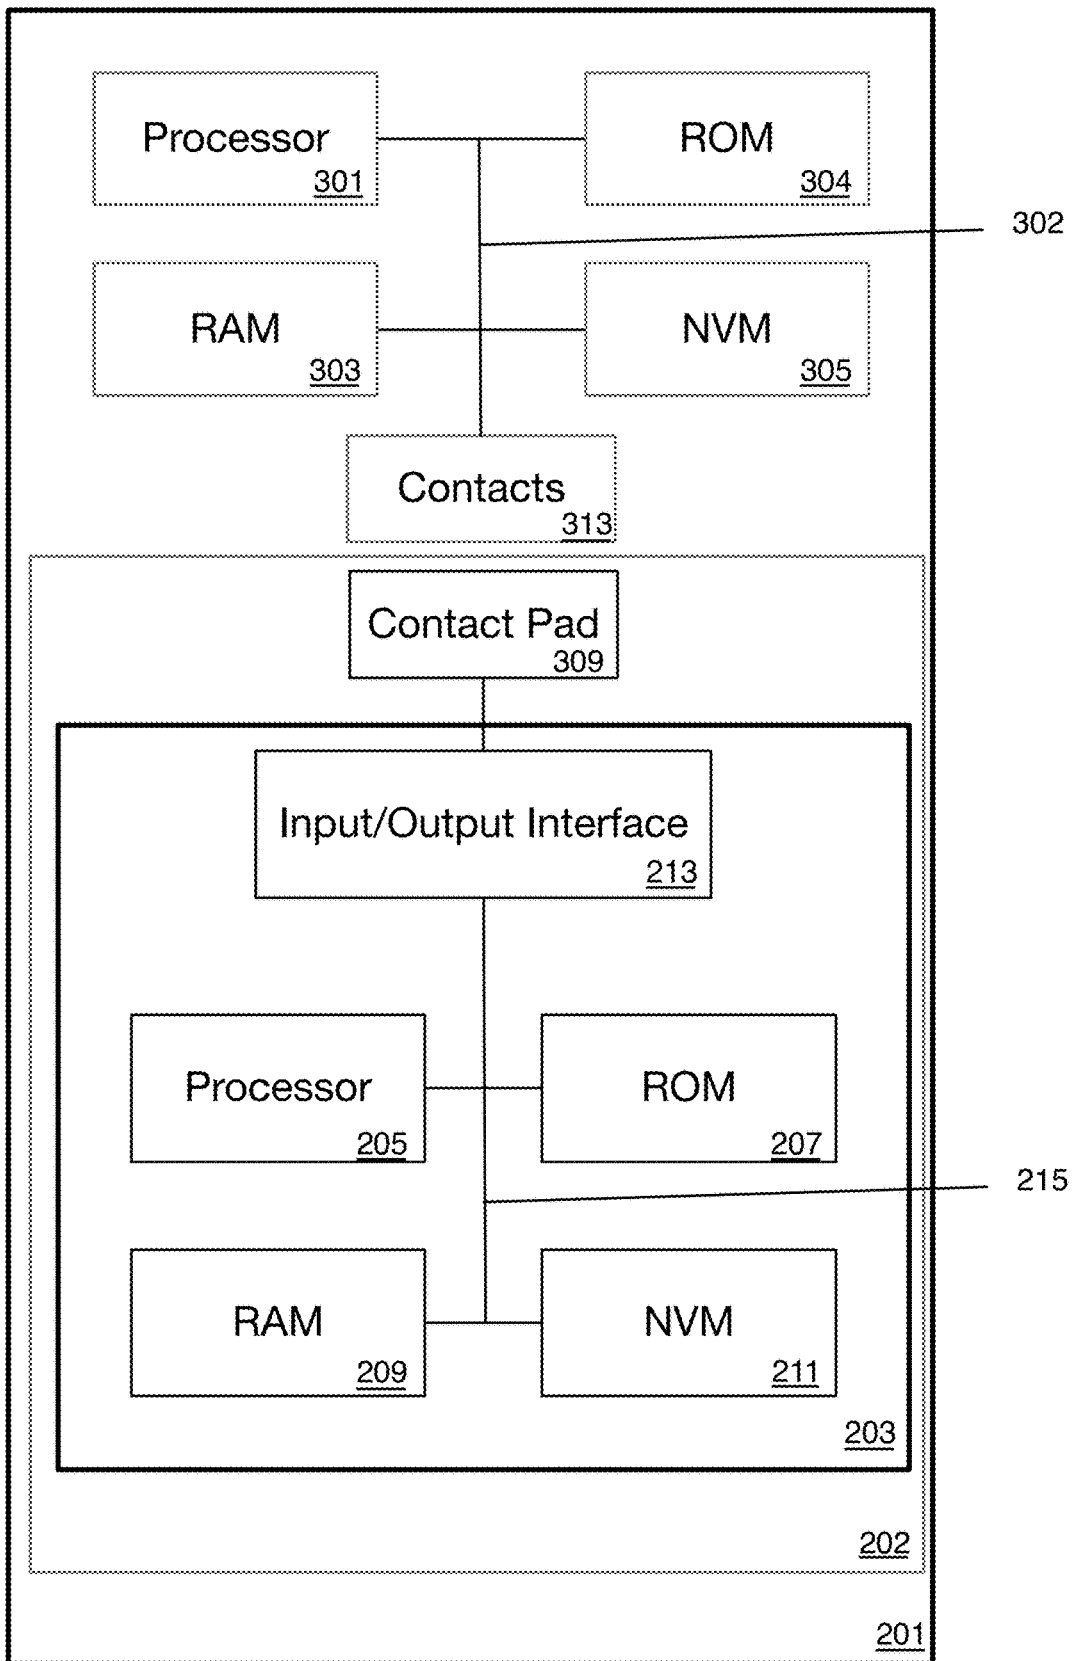 Processor
301
ROM
304
302
RAM
303
NVM
305
Contacts
313
Contact Pad
309
Input/Output Interface
213
Processor
205
ROM
207
215
RAM
209
NVM
211
203
202
201